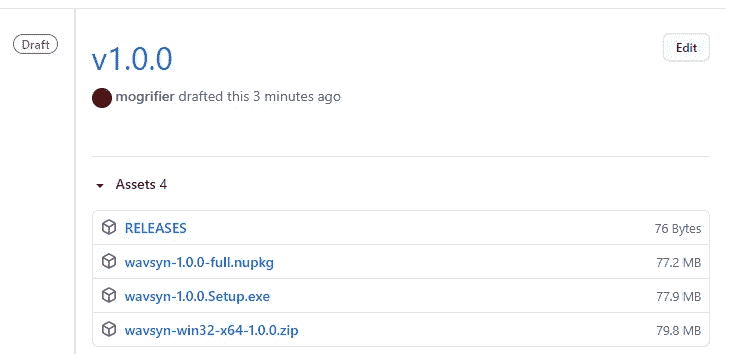 Draft
v1.0.0
Edit
mogrifier drafted this 3 minutes ago
Assets 4
RELEASES 76 Bytes
wavsyn-1.0.0-full.nupkg 77.2 MB
wavsyn-1.0.0.Setup.exe 77.9 MB
wavsyn-win32-x64-1.0.0.zip 79.8 MB